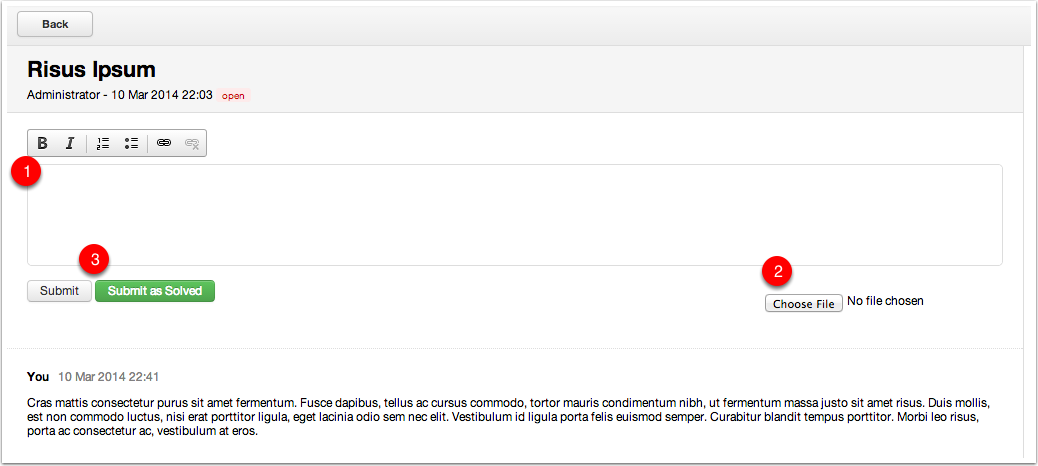 Back
Risus Ipsum
Administrator - 10 Mar 2014 22:03 open
B I
1
3
2
Submit Submit as Solved
Choose File No file chosen
You 10 Mar 2014 22:41
Cras mattis consectetur purus sit amet fermentum. Fusce dapibus, tellus ac cursus commodo, tortor mauris condimentum nibh, ut fermentum massa justo sit amet risus. Duis mollis,
est non commodo luctus, nisi erat porttitor ligula, eget lacinia odio sem nec elit. Vestibulum id ligula porta felis euismod semper. Curabitur blandit tempus porttitor. Morbi leo risus,
porta ac consectetur ac, vestibulum at eros.